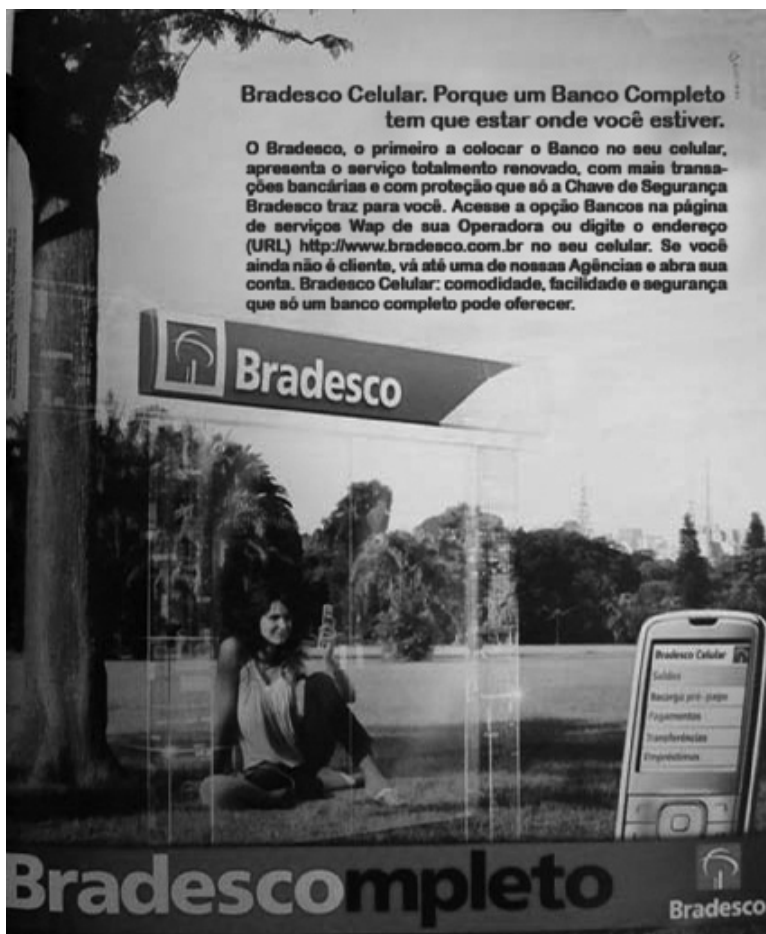 Bradesco Celular. Porque um Banco Completo
tem que estar onde você estiver.
O Bradesco, o primeiro a colocar o Banco no seu celular,
apresenta o serviço totalmento renovado, com mais transa-
ções bancárias e com proteção que só a Chave de Segurança
Bradesco traz para você. Acesse a opção Bancos na página
de serviços Wap de sua Operadora ou digite o endereço
(URL) http://www.bradesco.com.br no seu celular. Se você
ainda não é cliente, vá até uma de nossas Agências e abra sua
conta. Bradesco Celular: comodidade, facilidade e segurança
que só um banco completo pode oferecer.
Bradesco
Bradesco Celular
Saldos
Recarga pré-pago
Pagamentos
Transferências
Empréstimos
Bradescompleto
Bradesco